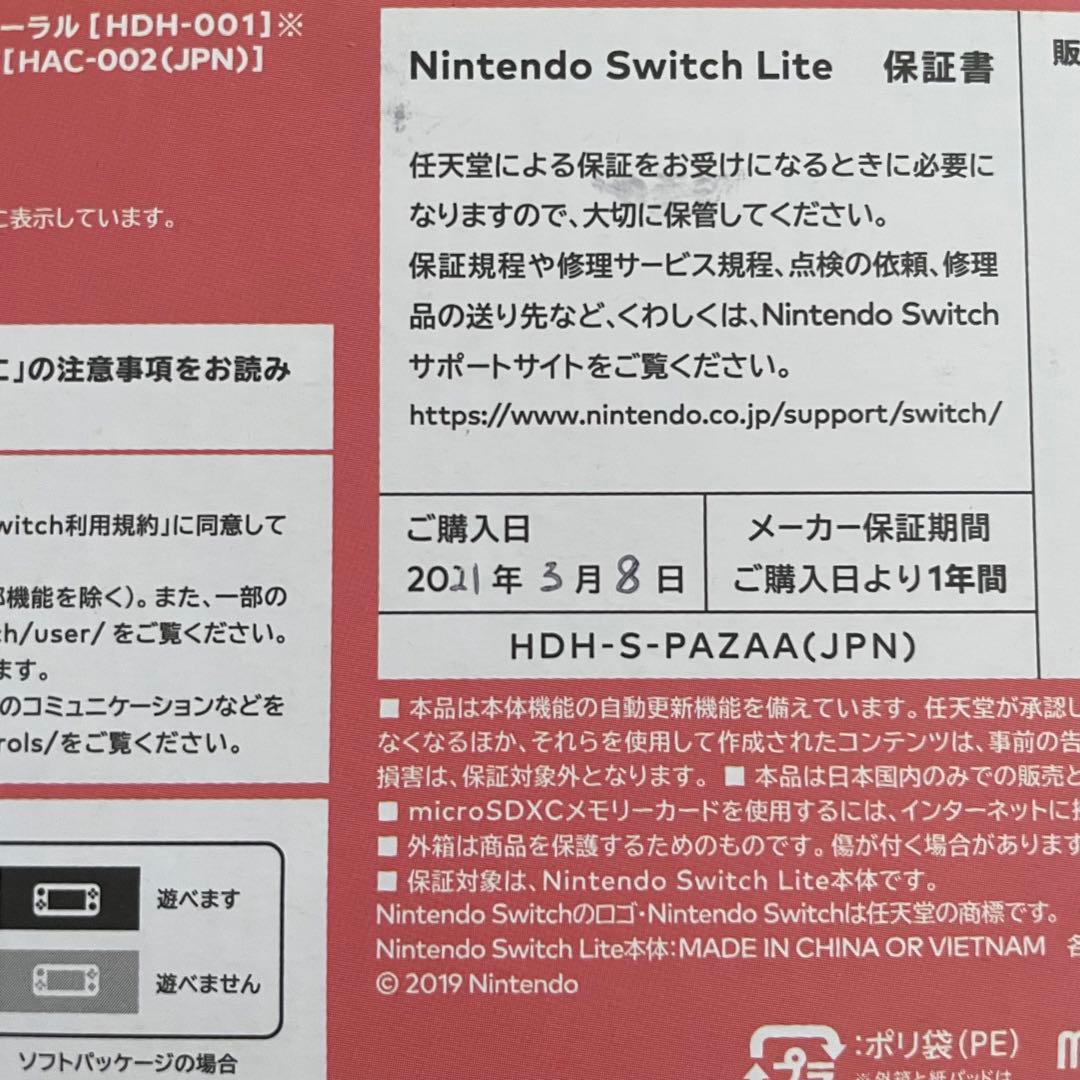 ーラル[HDH-001]※
[HAC-002(JPN)]
に表示しています。
に」の注意事項をお読み
witch利用規約」に同意して
機能を除く)。また、一部の
ch/user/ をご覧ください。
ます。
のコミュニケーションなどを
rols/をご覧ください。
遊べます
遊べません
ソフトパッケージの場合
Nintendo Switch Lite 保証書
任天堂による保証をお受けになるときに必要に
なりますので、大切に保管してください。
保証規程や修理サービス規程、点検の依頼、修理
品の送り先など、くわしくは、Nintendo Switch
サポートサイトをご覧ください。
https://www.nintendo.co.jp/support/switch/
ご購入日
2021年 3月 8日
メーカー保証期間
ご購入日より1年間
HDH-S-PAZAA(JPN)
販
■ 本品は本体機能の自動更新機能を備えています。任天堂が承認し
なくなるほか、それらを使用して作成されたコンテンツは、事前の告
損害は、保証対象外となります。 ■ 本品は日本国内のみでの販売と
■ microSDXCメモリーカードを使用するには、インターネットに接
■ 外箱は商品を保護するためのものです。傷が付く場合があります
■ 保証対象は、Nintendo Switch Lite本体です。
Nintendo Switchのロゴ・Nintendo Switchは任天堂の商標です。
Nintendo Switch Lite本体:MADE IN CHINA OR VIETNAM 各
© 2019 Nintendo
プラ
:ポリ袋(PE)
※外箱と紙パッドは